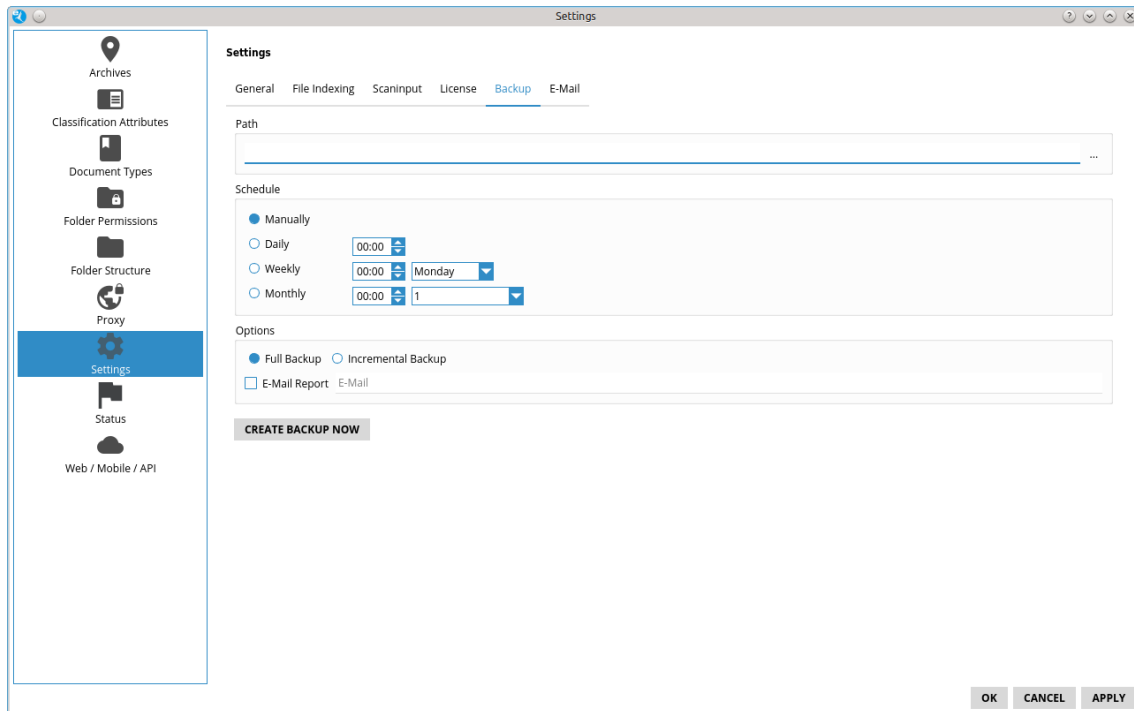 Settings
Archives
Classification Attributes
Document Types
Folder Permissions
Folder Structure
Proxy
Settings
Status
Web / Mobile / API
Settings
General File Indexing Scaninput License Backup E-Mail
Path
...
Schedule
Manually
Daily 00:00
Weekly 00:00 Monday
Monthly 00:00 1
Options
Full Backup Incremental Backup
E-Mail Report E-Mail
CREATE BACKUP NOW
OK CANCEL APPLY